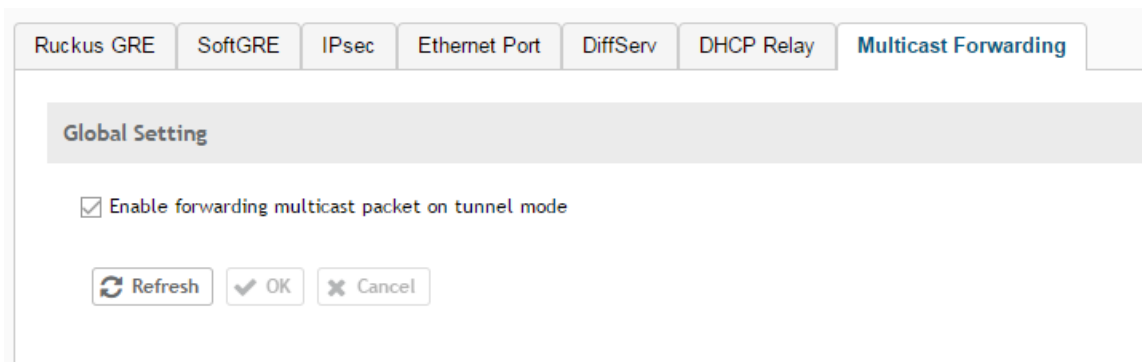 Ruckus GRE SoftGRE IPsec Ethernet Port DiffServ DHCP Relay Multicast Forwarding
Global Setting
Enable forwarding multicast packet on tunnel mode
Refresh OK Cancel